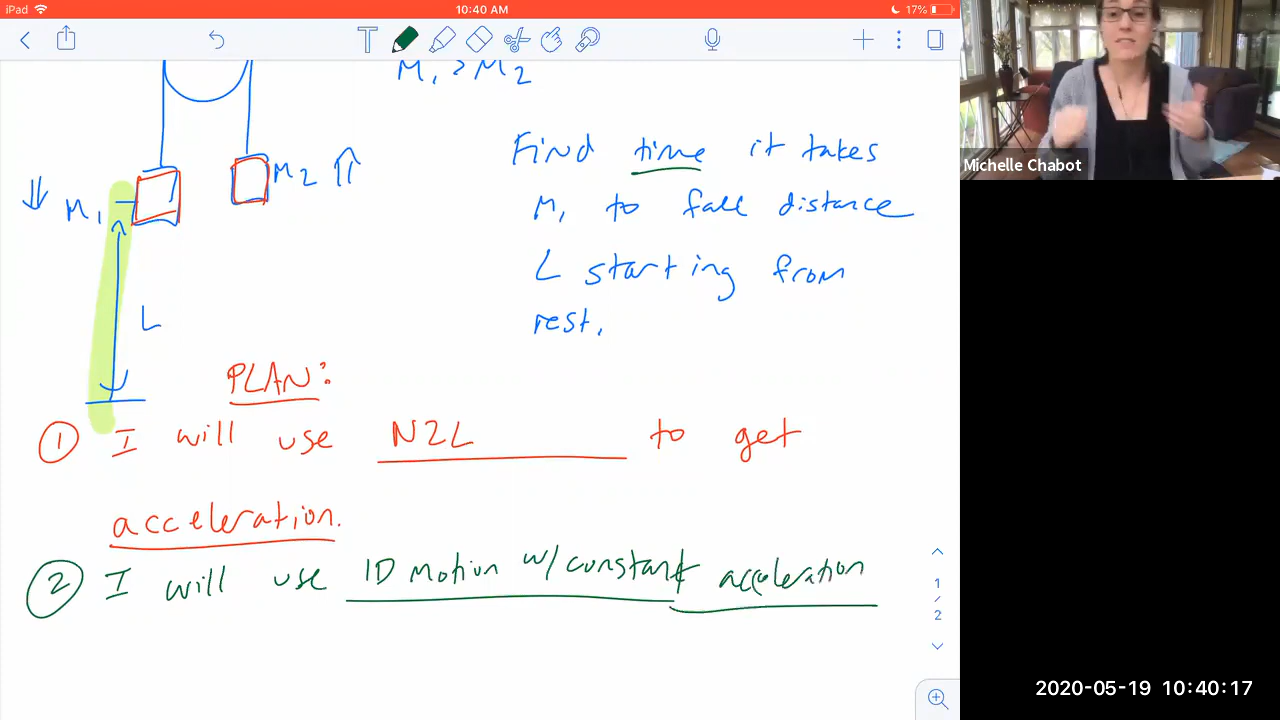 iPad
10:40 AM
17%
T
M1 > M2
Find time it takes
M1 to fall distance
L starting from
rest.
M1
M2
L
PLAN:
① I will use N2L to get
acceleration.
② I will use 1D motion w/ constant acceleration
1
/
2
Michelle Chabot
2020-05-19 10:40:17